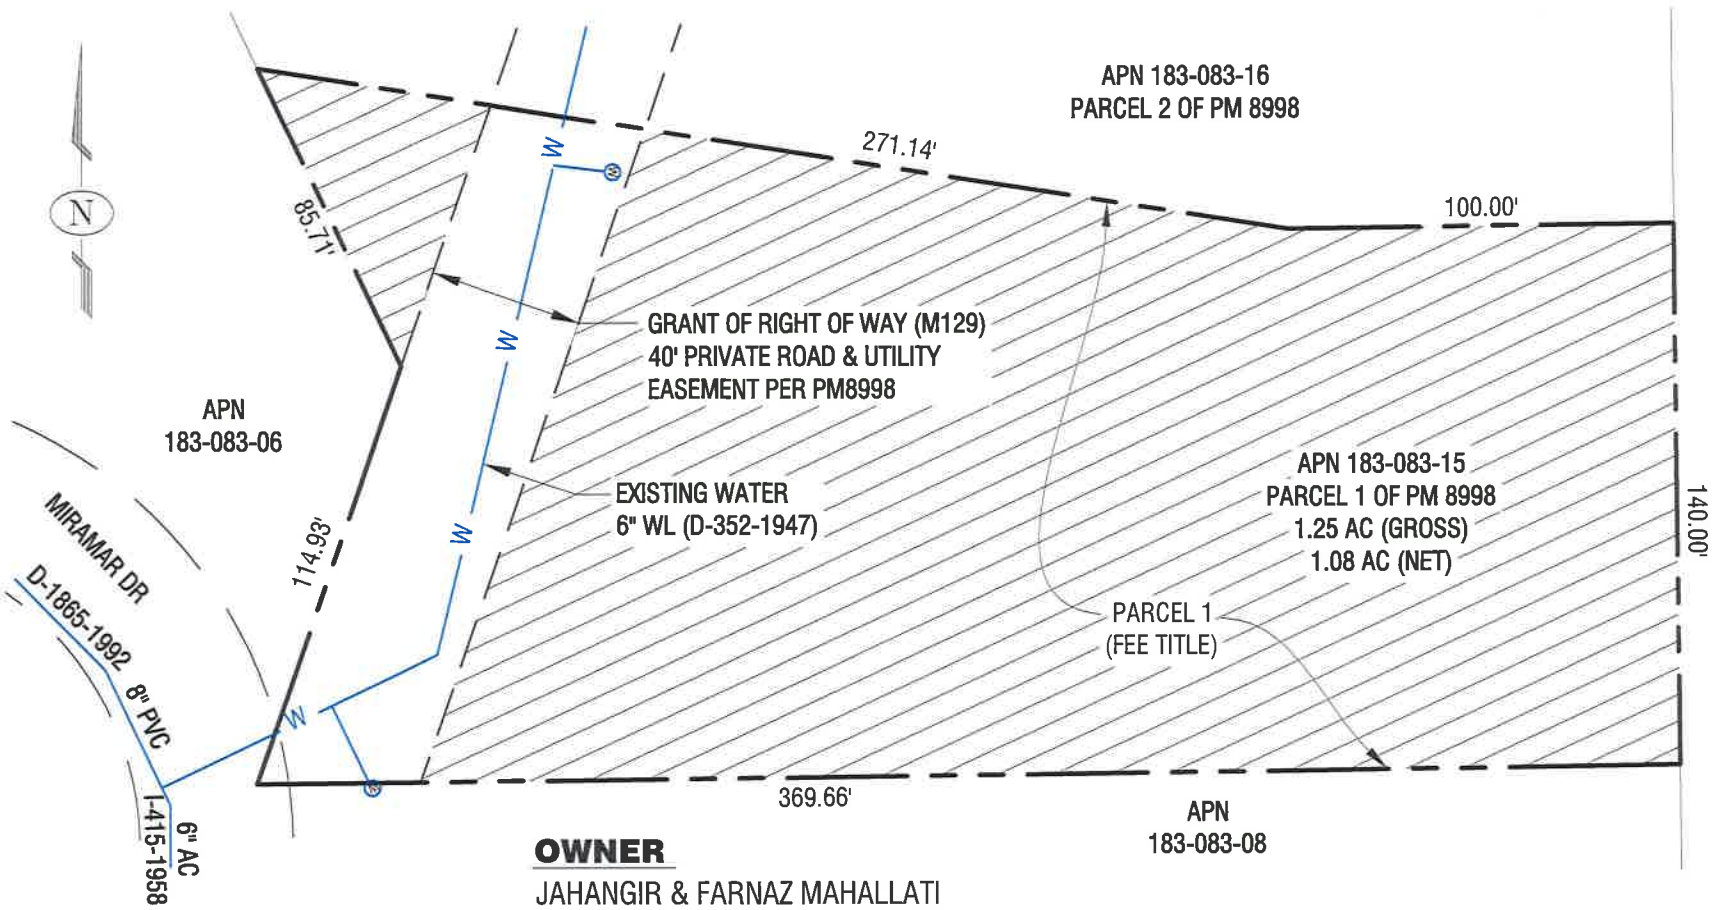 APN 183-083-16
PARCEL 2 OF PM 8998
271.14'
100.00'
N
85.71'
W
W
GRANT OF RIGHT OF WAY (M129)
40' PRIVATE ROAD & UTILITY
EASEMENT PER PM8998
W
APN
183-083-06
APN 183-083-15
PARCEL 1 OF PM 8998
1.25 AC (GROSS)
1.08 AC (NET)
140.00'
EXISTING WATER
6" WL (D-352-1947)
W
MIRAMAR DR
114.93'
D-1865-1992
8" PVC
PARCEL 1
(FEE TITLE)
W
369.66'
6" AC
I-415-1958
APN
183-083-08
OWNER
JAHANGIR & FARNAZ MAHALLATI